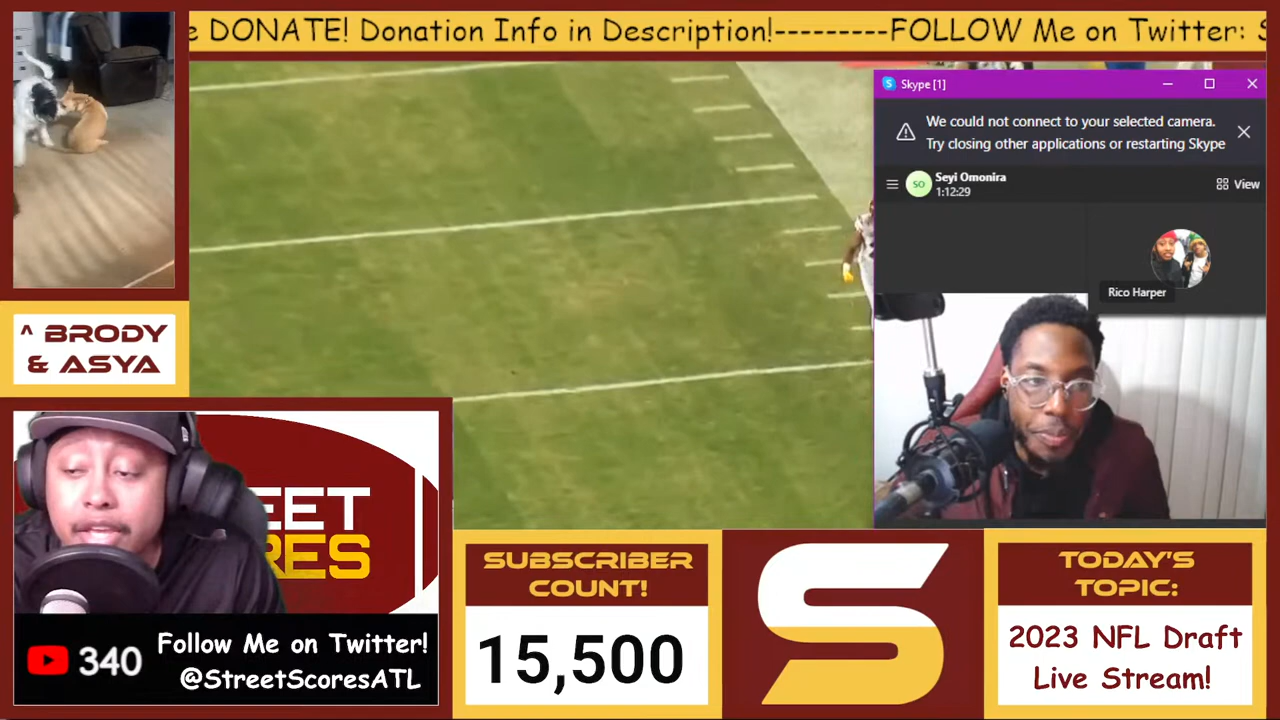 e DONATE! Donation Info in Description!---------FOLLOW Me on Twitter: S
Skype [1]
We could not connect to your selected camera.
Try closing other applications or restarting Skype
SO
Seyi Omonira
1:12:29
View
Rico Harper
^ BRODY
& ASYA
EET
RES
340
Follow Me on Twitter!
@StreetScoresATL
SUBSCRIBER
COUNT!
15,500
S
TODAY'S
TOPIC:
2023 NFL Draft
Live Stream!